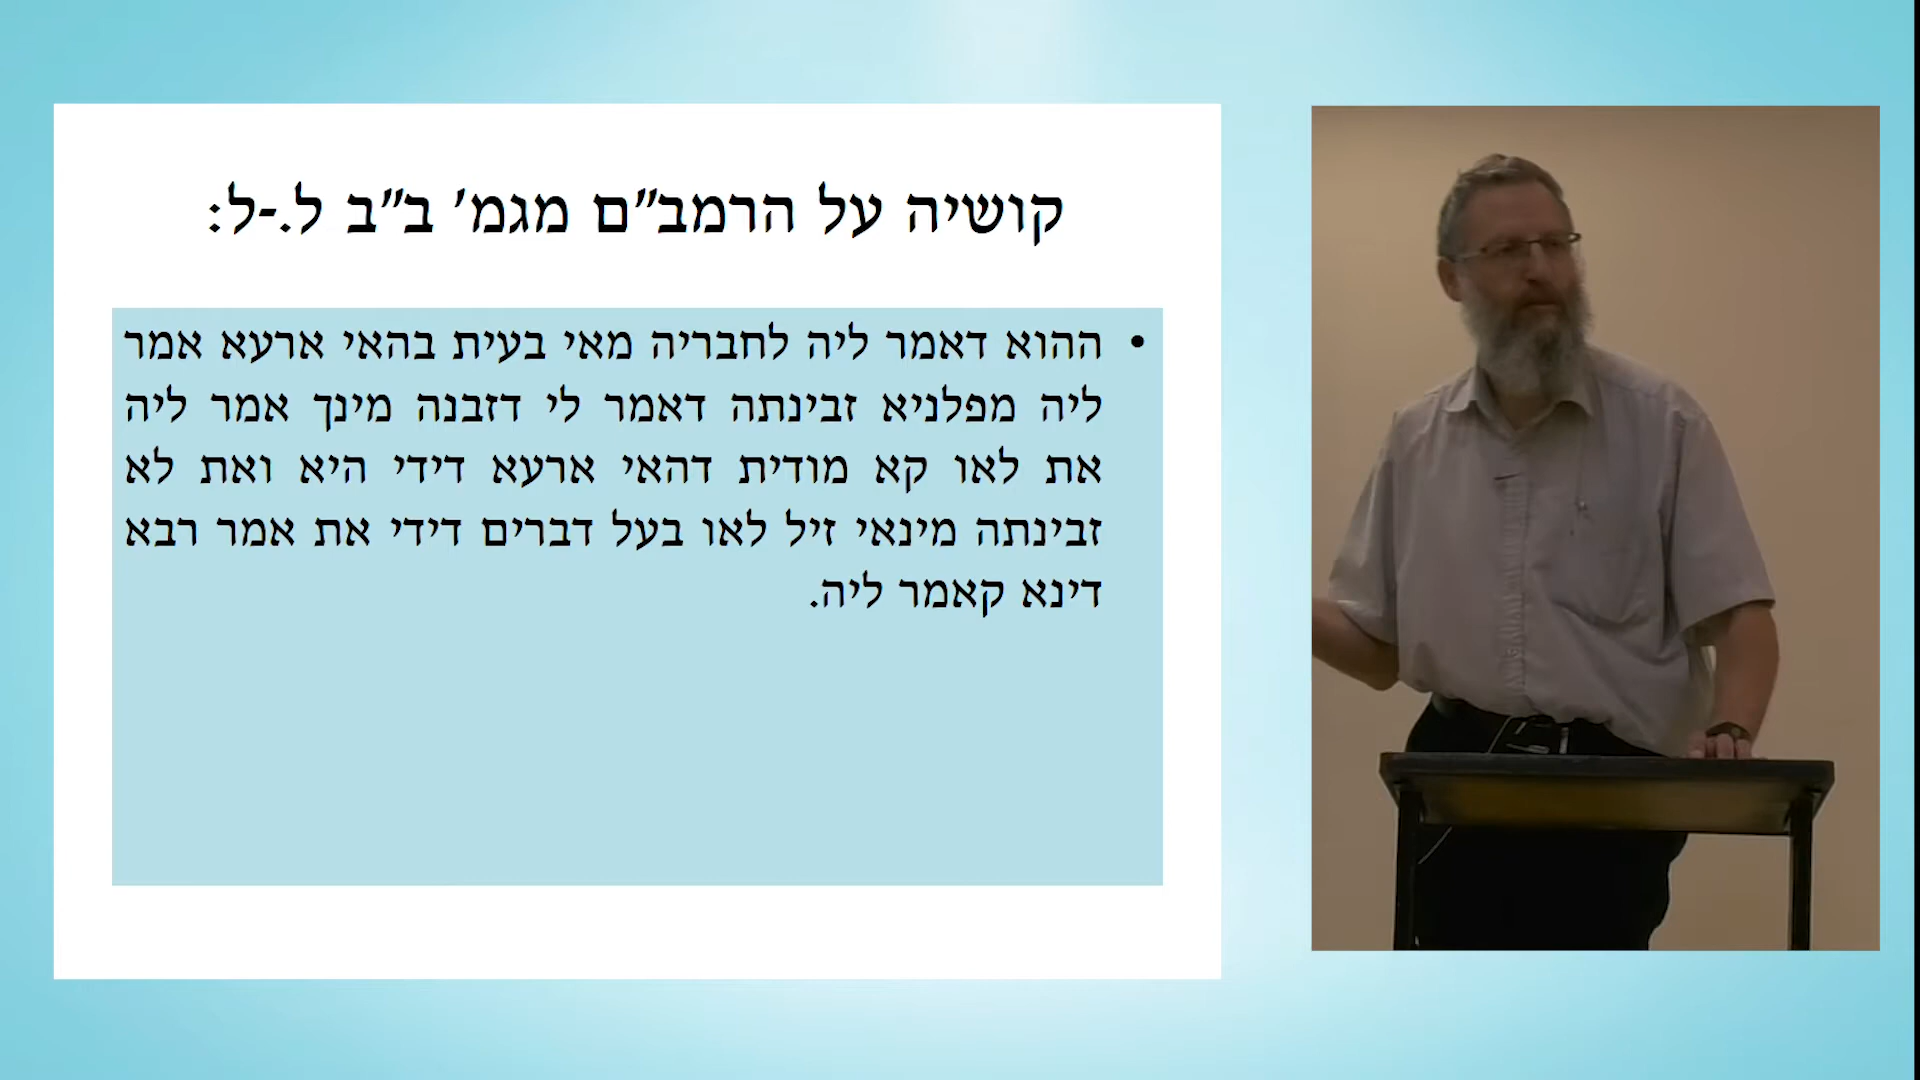 קושיה על הרמב"ם מגמ' ב"ב ל.-ל:
• ההוא דאמר ליה לחבריה מאי בעית בהאי ארעא אמר
ליה מפלניא זבינתה דאמר לי דזבנה מינך אמר ליה
את לאו קא מודית דהאי ארעא דידי היא ואת לא
זבינתה מינאי זיל לאו בעל דברים דידי את אמר רבא
דינא קאמר ליה.